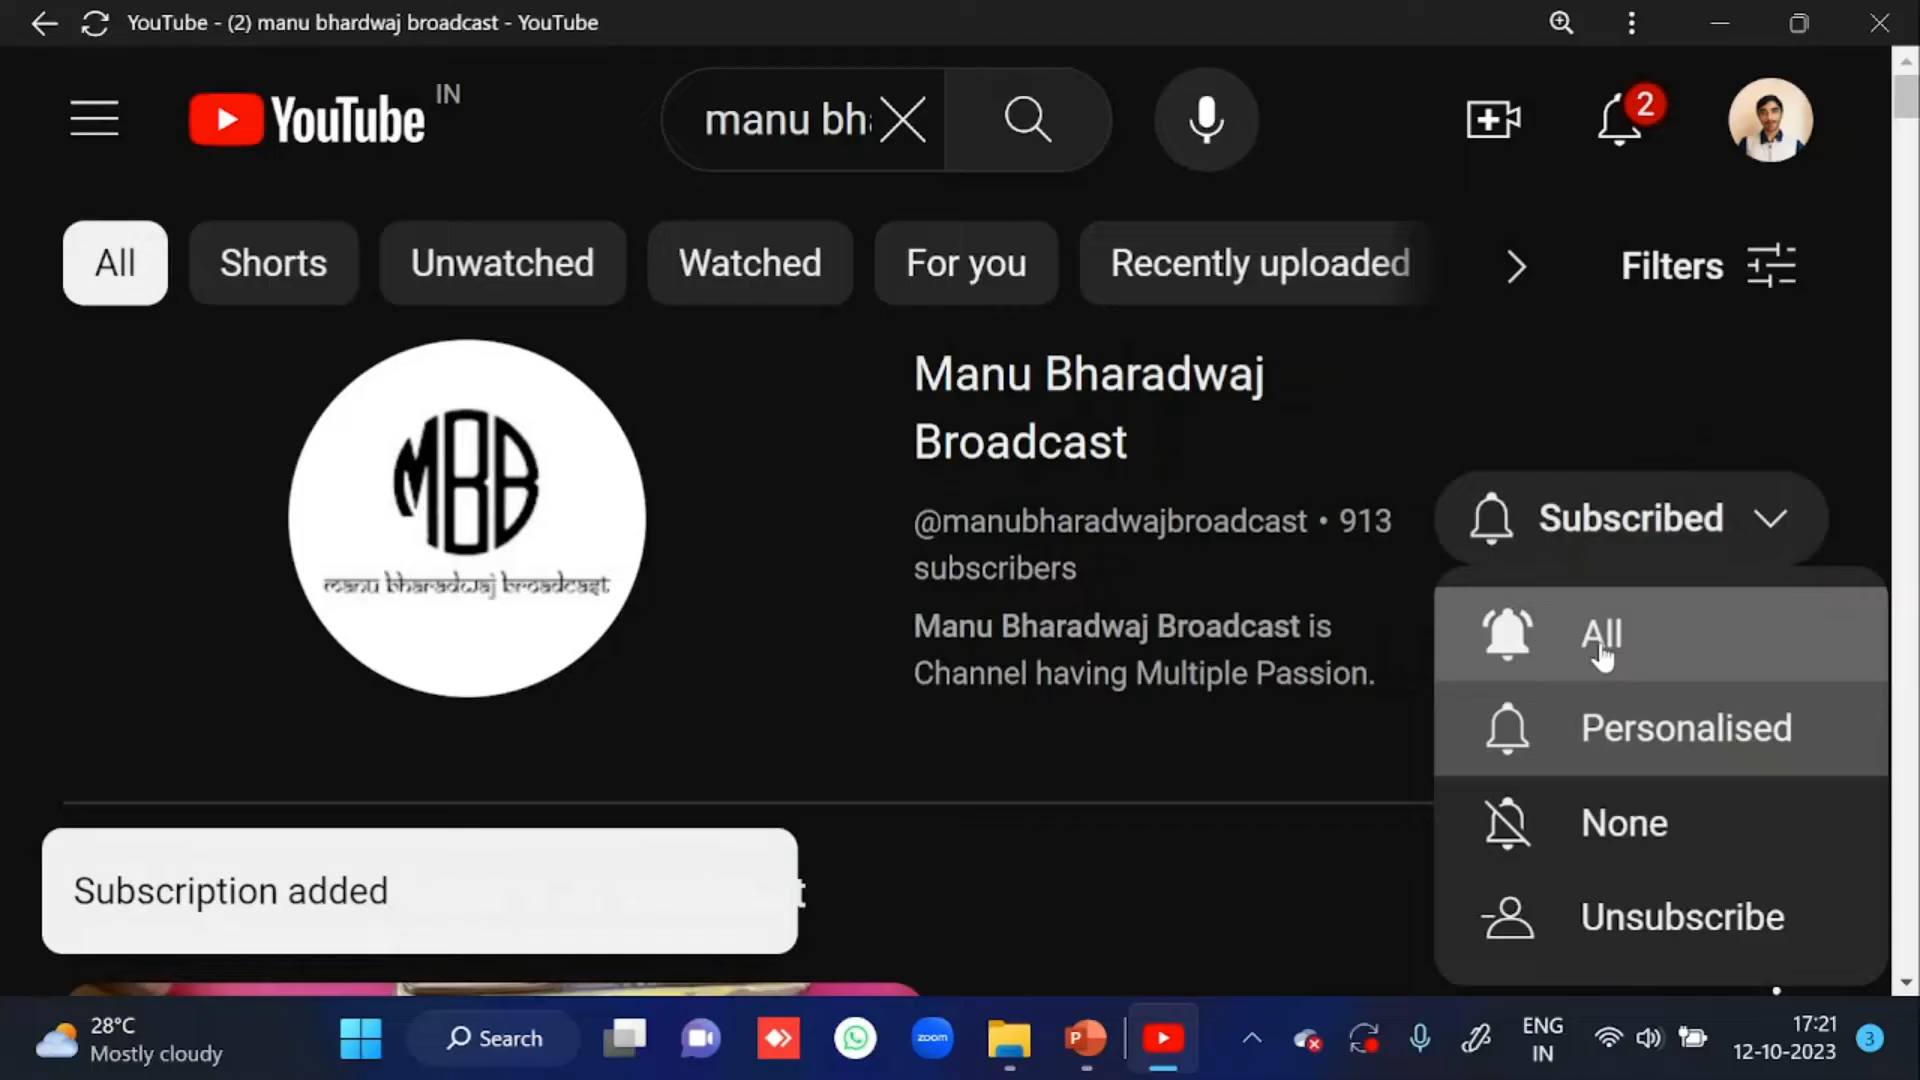 YouTube - (2) manu bhardwaj broadcast - YouTube
YouTube IN
manu bh
2
All
Shorts
Unwatched
Watched
For you
Recently uploaded
Filters
MBB
manu bharadwaj broadcast
Manu Bharadwaj
Broadcast
@manubharadwajbroadcast • 913
subscribers
Manu Bharadwaj Broadcast is
Channel having Multiple Passion.
Subscribed
All
Personalised
None
Unsubscribe
Subscription added
28°C
Mostly cloudy
Search
zoom
P
ENG
IN
17:21
12-10-2023
3